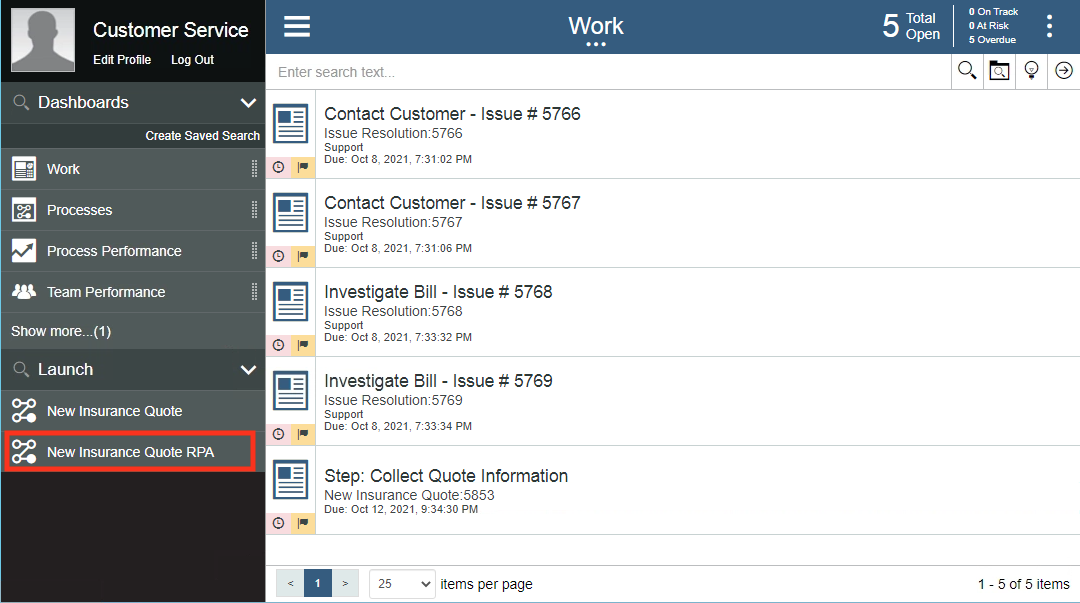 Customer Service
Edit Profile Log Out
Dashboards
Create Saved Search
Work
Processes
Process Performance
Team Performance
Show more...(1)
Launch
New Insurance Quote
New Insurance Quote RPA
Work
5 Total Open
0 On Track
0 At Risk
5 Overdue
Enter search text...
Contact Customer - Issue # 5766
Issue Resolution:5766
Support
Due: Oct 8, 2021, 7:31:02 PM
Contact Customer - Issue # 5767
Issue Resolution:5767
Support
Due: Oct 8, 2021, 7:31:06 PM
Investigate Bill - Issue # 5768
Issue Resolution:5768
Support
Due: Oct 8, 2021, 7:33:32 PM
Investigate Bill - Issue # 5769
Issue Resolution:5769
Support
Due: Oct 8, 2021, 7:33:34 PM
Step: Collect Quote Information
New Insurance Quote:5853
Due: Oct 12, 2021, 9:34:30 PM
< 1 > 25 items per page 1 - 5 of 5 items